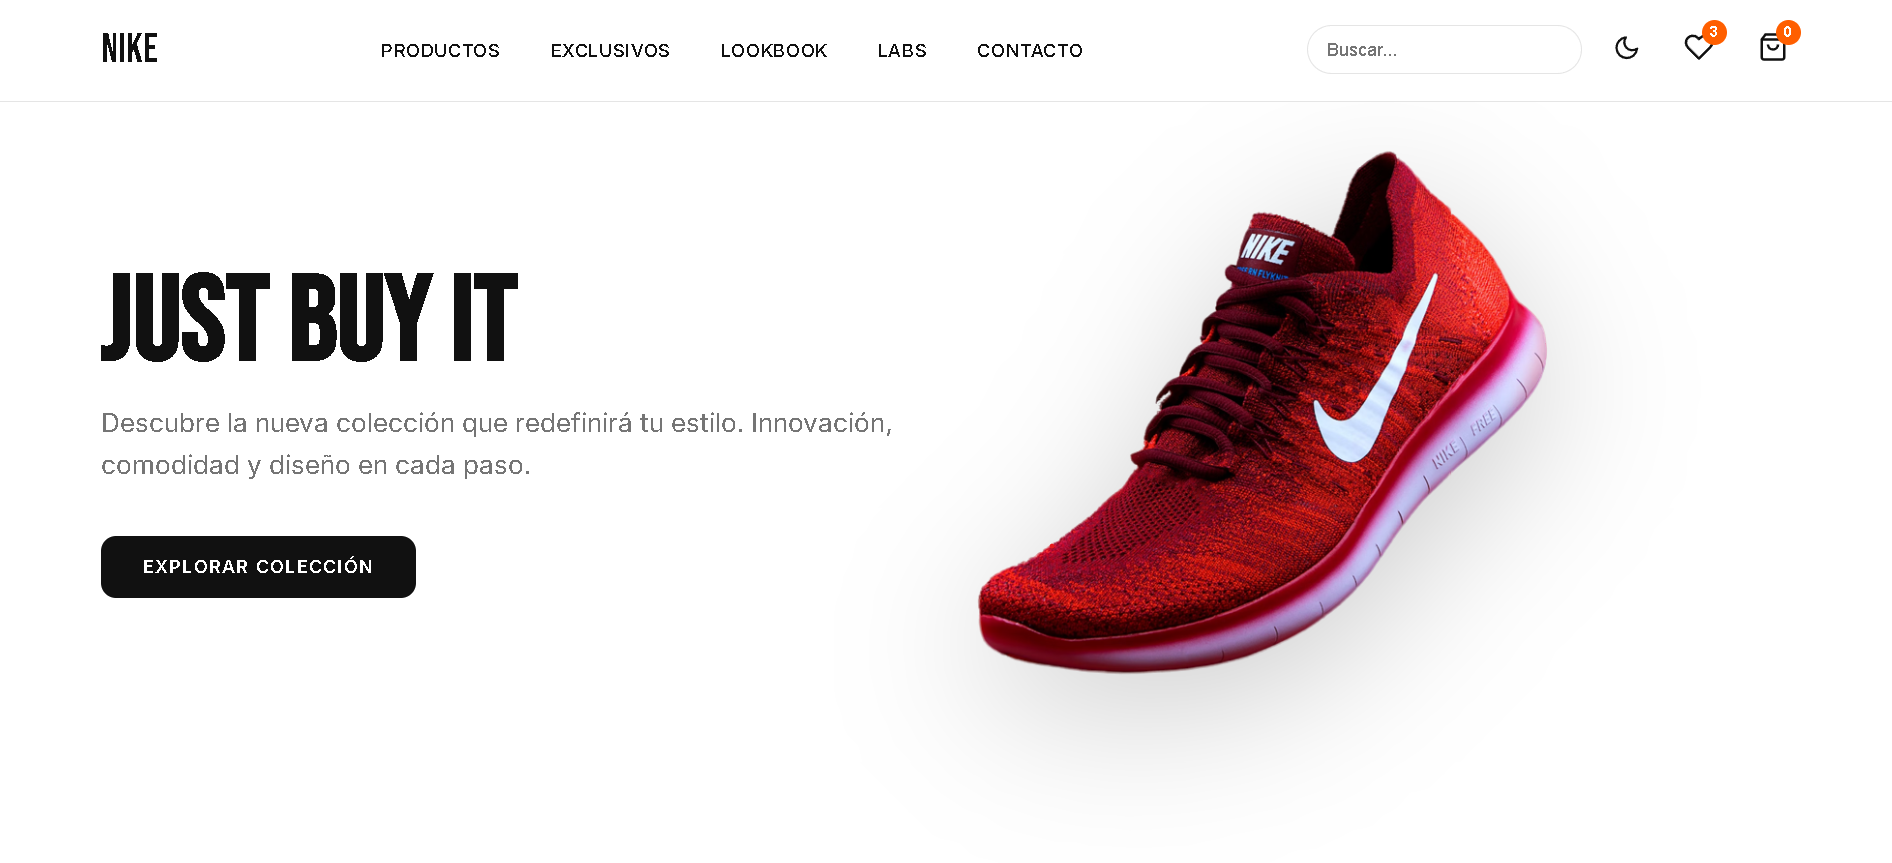 NIKE
PRODUCTOS EXCLUSIVOS LOOKBOOK LABS CONTACTO
Buscar...
3
0
JUST BUY IT
Descubre la nueva colección que redefinirá tu estilo. Innovación,
comodidad y diseño en cada paso.
EXPLORAR COLECCIÓN
NIKE
FLYKNIT
NIKE FREE